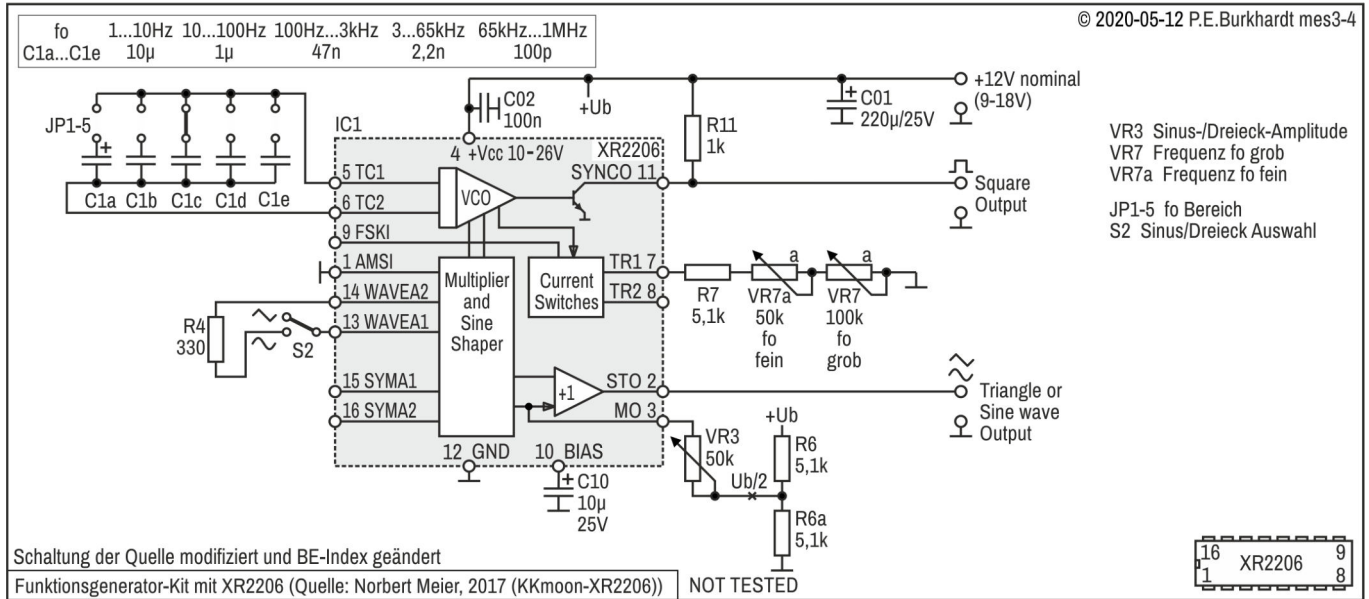 © 2020-05-12 P.E.Burkhardt mes3-4
fo 1...10Hz 10...100Hz 100Hz...3kHz 3...65kHz 65kHz...1MHz
C1a...C1e 10µ 1µ 47n 2,2n 100p
JP1-5
+
C1a C1b C1c C1d C1e
C02
100n
+Ub
+ C01
220µ/25V
+12V nominal
(9-18V)
R11
1k
IC1
4 +Vcc 10-26V
XR2206
VR3 Sinus-/Dreieck-Amplitude
VR7 Frequenz fo grob
VR7a Frequenz fo fein
JP1-5 fo Bereich
S2 Sinus/Dreieck Auswahl
5 TC1
6 TC2
9 FSKI
1 AMSI
14 WAVEA2
13 WAVEA1
15 SYMA1
16 SYMA2
VCO
SYNCO 11
Square
Output
Multiplier
and
Sine
Shaper
Current
Switches
TR1 7
TR2 8
R7
5,1k
a
VR7a
50k
fo
fein
a
VR7
100k
fo
grob
R4
330
S2
+1
STO 2
MO 3
Triangle or
Sine wave
Output
12 GND
10 BIAS
+ C10
10µ
25V
VR3
50k
+Ub
R6
5,1k
Ub/2
R6a
5,1k
Schaltung der Quelle modifiziert und BE-Index geändert
Funktionsgenerator-Kit mit XR2206 (Quelle: Norbert Meier, 2017 (KKmoon-XR2206))
NOT TESTED
16 9
XR2206
1 8